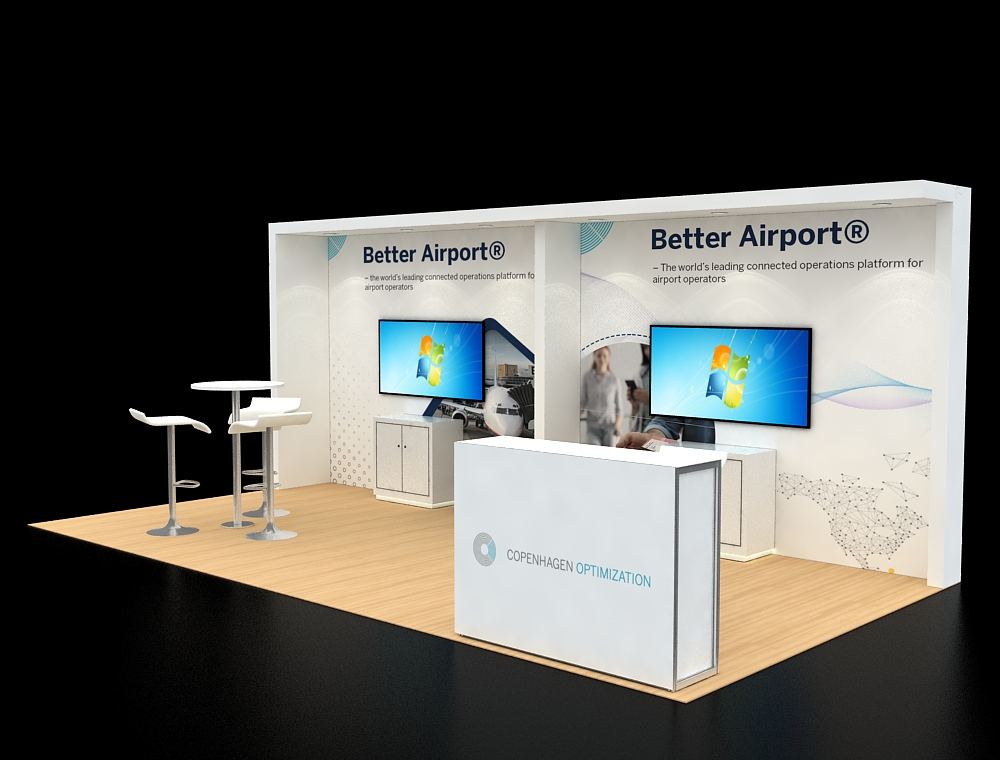 Better Airport®
– the world's leading connected operations platform fo
airport operators
Better Airport®
– The world's leading connected operations platform for
airport operators
COPENHAGEN OPTIMIZATION